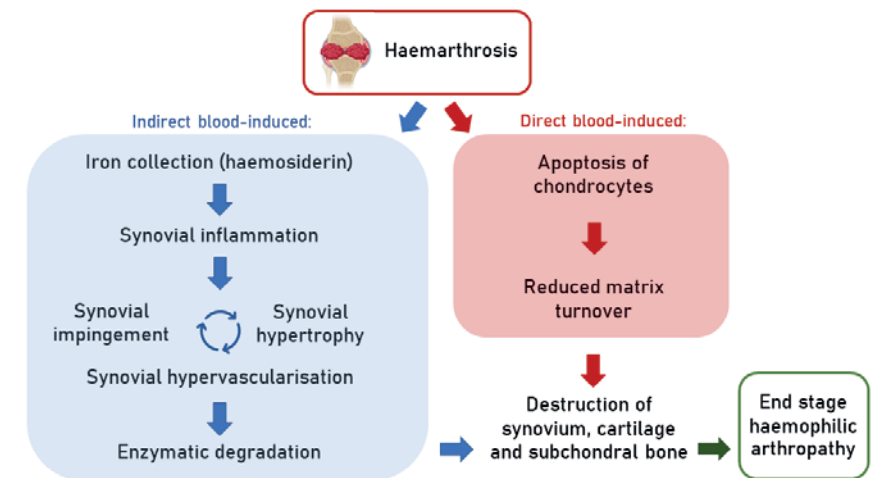 Haemarthrosis
Indirect blood-induced:
Iron collection (haemosiderin)
Synovial inflammation
Synovial
impingement
Synovial
hypertrophy
Synovial hypervascularisation
Enzymatic degradation
Direct blood-induced:
Apoptosis of
chondrocytes
Reduced matrix
turnover
Destruction of
synovium, cartilage
and subchondral bone
End stage
haemophilic
arthropathy